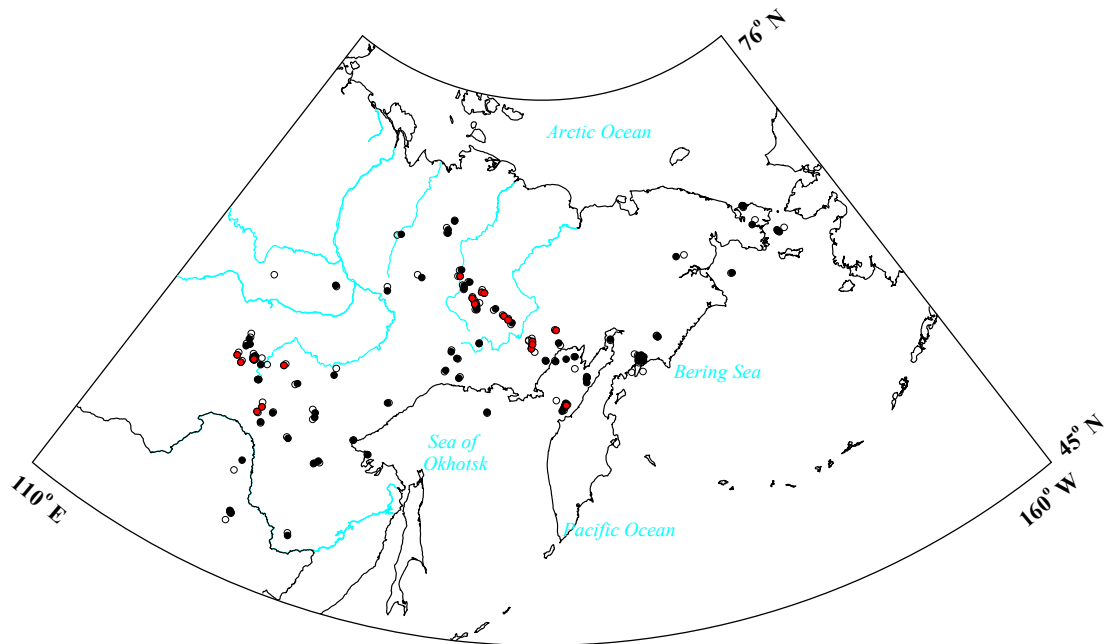 76° N
Arctic Ocean
Bering Sea
Sea of
Okhotsk
45° N
110° E
160° W
Pacific Ocean